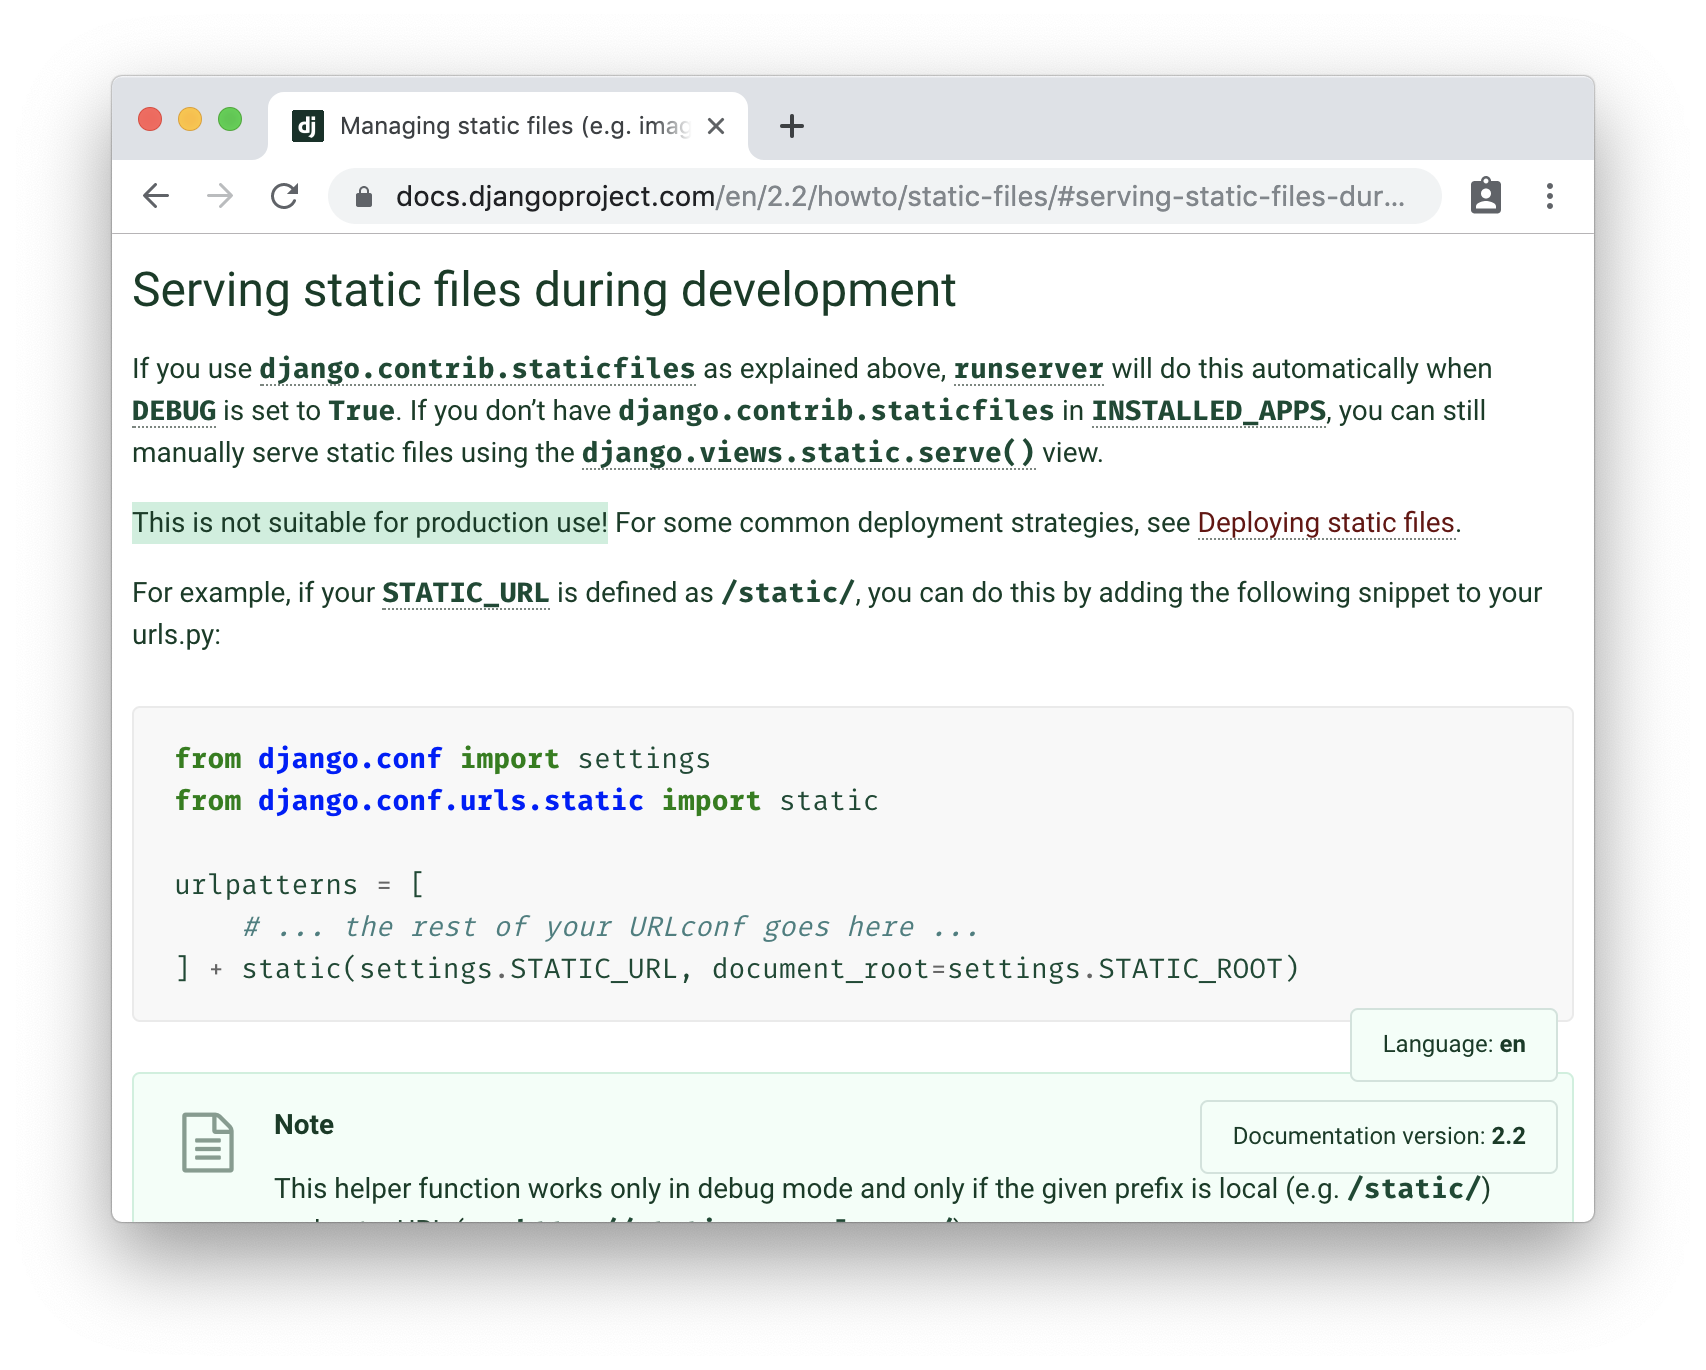 dj Managing static files (e.g. imag
docs.djangoproject.com/en/2.2/howto/static-files/#serving-static-files-dur...
Serving static files during development
If you use django.contrib.staticfiles as explained above, runserver will do this automatically when
DEBUG is set to True. If you don’t have django.contrib.staticfiles in INSTALLED_APPS, you can still
manually serve static files using the django.views.static.serve() view.
This is not suitable for production use! For some common deployment strategies, see Deploying static files.
For example, if your STATIC_URL is defined as /static/, you can do this by adding the following snippet to your
urls.py:
from django.conf import settings
from django.conf.urls.static import static
urlpatterns = [
# ... the rest of your URLconf goes here ...
] + static(settings.STATIC_URL, document_root=settings.STATIC_ROOT)
Language: en
Note
Documentation version: 2.2
This helper function works only in debug mode and only if the given prefix is local (e.g. /static/)